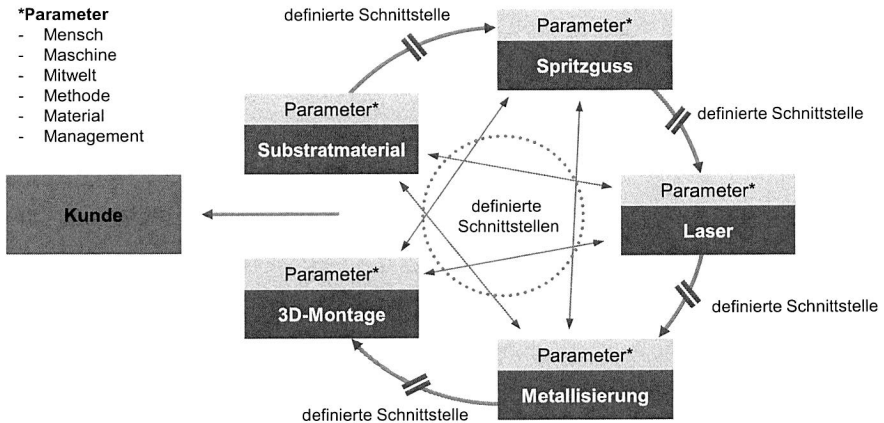 *Parameter
- Mensch
- Maschine
- Mitwelt
- Methode
- Material
- Management
definierte Schnittstelle
Parameter*
Spritzguss
Parameter*
Substratmaterial
definierte Schnittstelle
Parameter*
Laser
Kunde
definierte
Schnittstellen
Parameter*
3D-Montage
definierte Schnittstelle
Parameter*
Metallisierung
definierte Schnittstelle